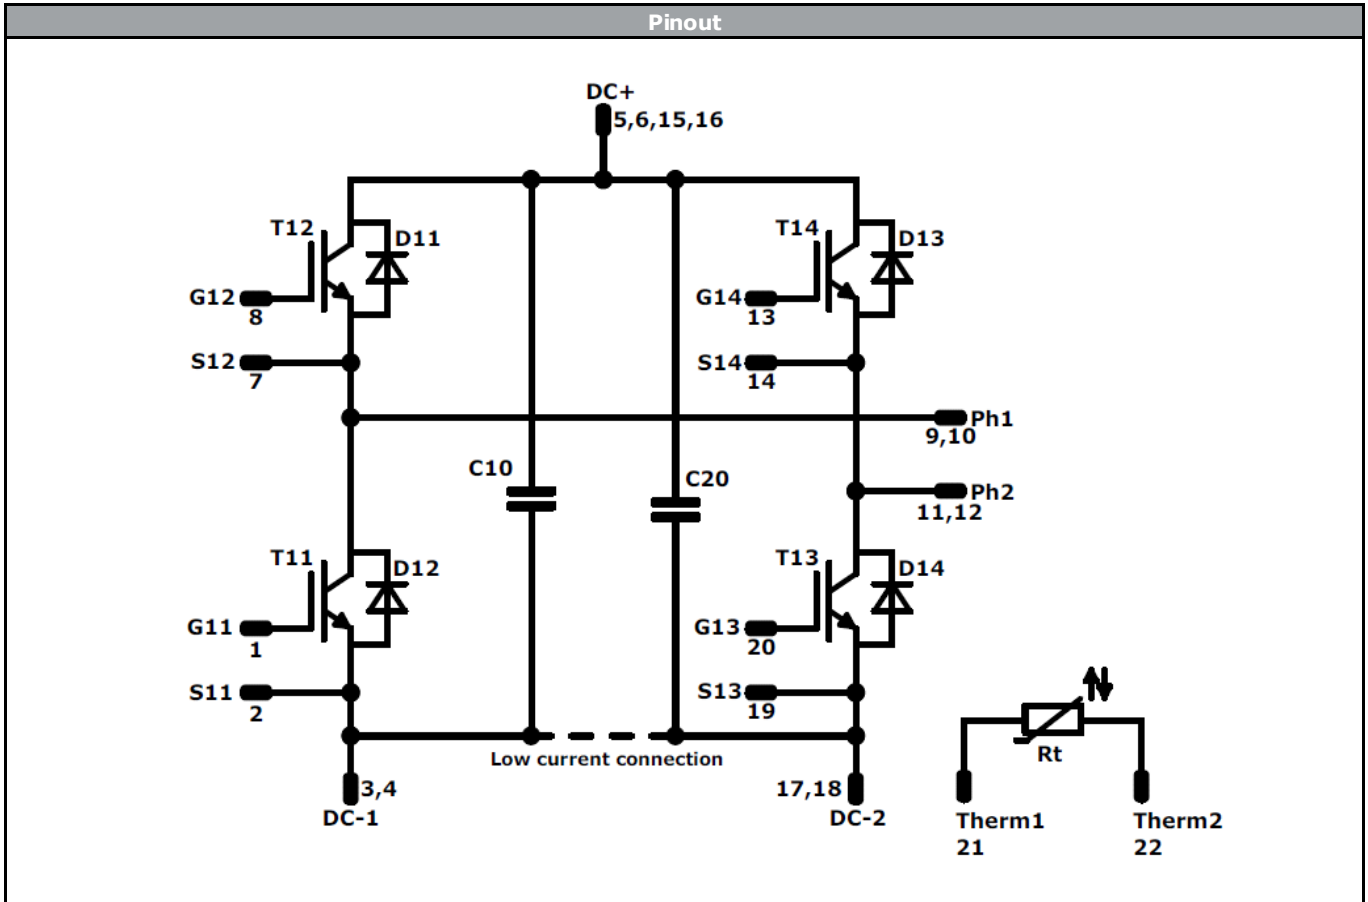 Pinout
DC+
5,6,15,16
T12
D11
T14
D13
G12
8
G14
13
S12
7
S14
14
Ph1
9,10
C10
C20
Ph2
11,12
T11
D12
T13
D14
G11
1
G13
20
S11
2
S13
19
Low current connection
Rt
3,4
DC-1
17,18
DC-2
Therm1
21
Therm2
22